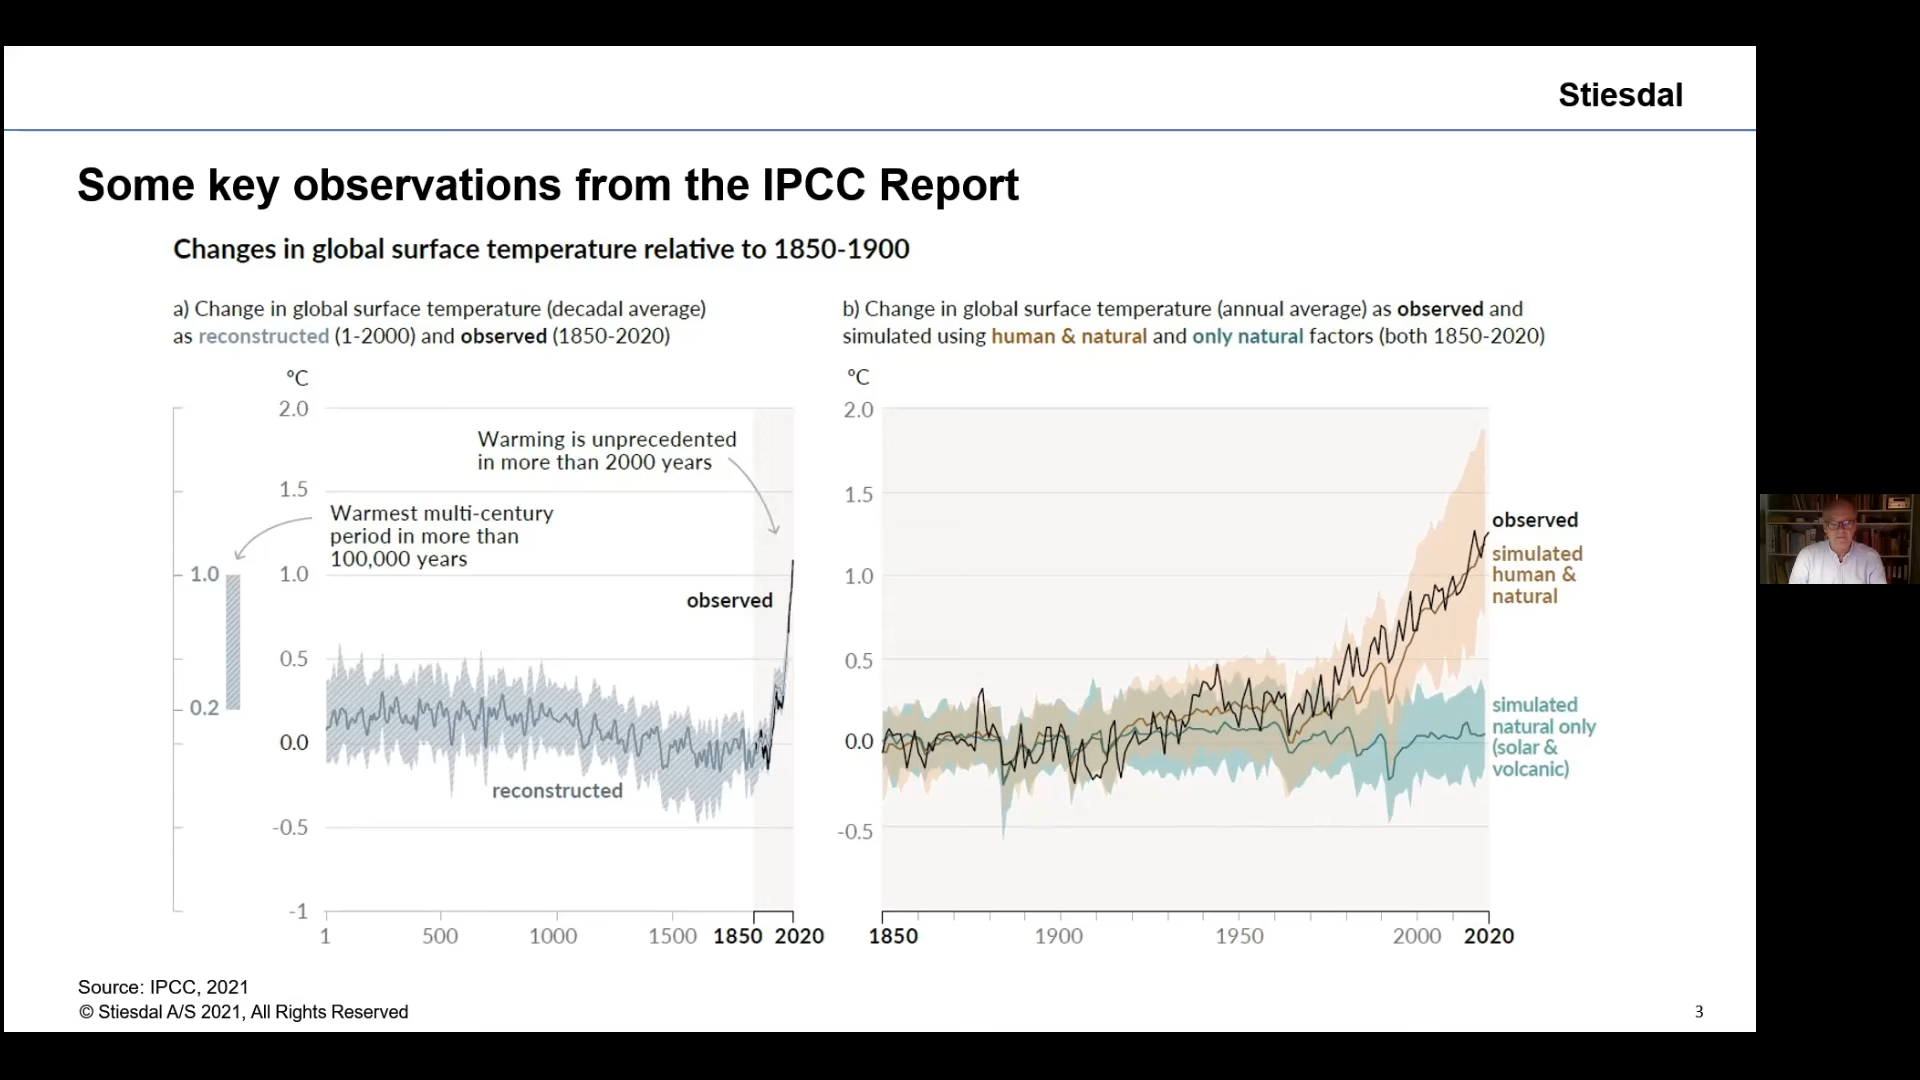 Stiesdal
Some key observations from the IPCC Report
Changes in global surface temperature relative to 1850-1900
a) Change in global surface temperature (decadal average)
as reconstructed (1-2000) and observed (1850-2020)
°C
2.0
1.5
1.0
0.5
0.0
-0.5
-1
1.0
0.2
Warming is unprecedented
in more than 2000 years
Warmest multi-century
period in more than
100,000 years
observed
reconstructed
1
500
1000
1500
1850
2020
b) Change in global surface temperature (annual average) as observed and
simulated using human & natural and only natural factors (both 1850-2020)
°C
2.0
1.5
1.0
0.5
0.0
-0.5
observed
simulated
human &
natural
simulated
natural only
(solar &
volcanic)
1850
1900
1950
2000
2020
Source: IPCC, 2021
© Stiesdal A/S 2021, All Rights Reserved
3